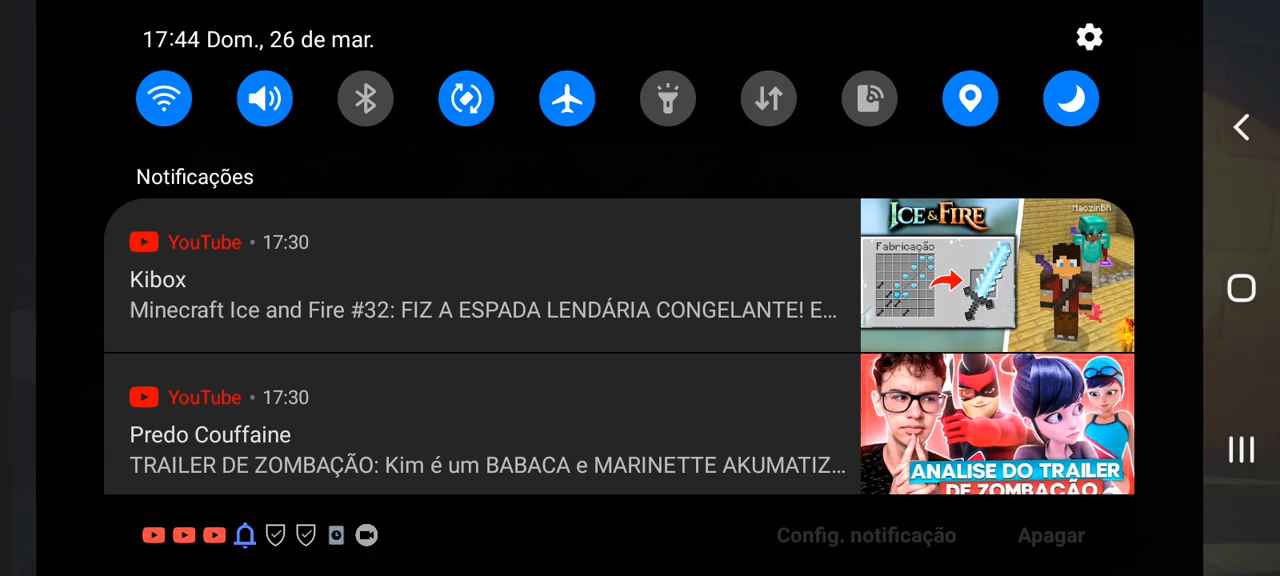 17:44 Dom., 26 de mar.
Notificações
YouTube • 17:30
Kibox
Minecraft Ice and Fire #32: FIZ A ESPADA LENDÁRIA CONGELANTE! E...
ICE & FIRE
MaozinBR
Fabricação
YouTube • 17:30
Predo Couffaine
TRAILER DE ZOMBAÇÃO: Kim é um BABACA e MARINETTE AKUMATIZ...
ANALISE DO TRAILER
DE ZOMBAÇÃO
Config. notificação
Apagar